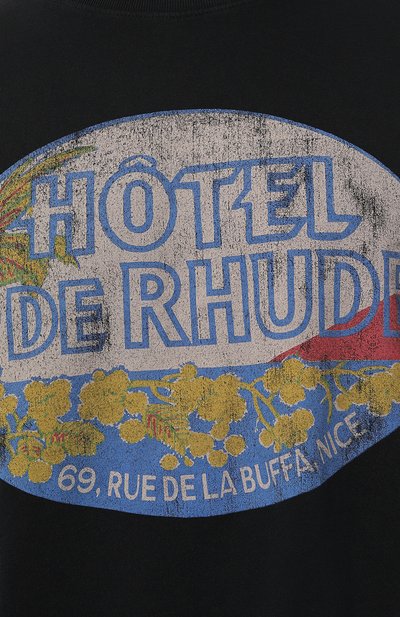 HÔTEL
DE RHUDE
69, RUE DE LA BUFFA, NICE